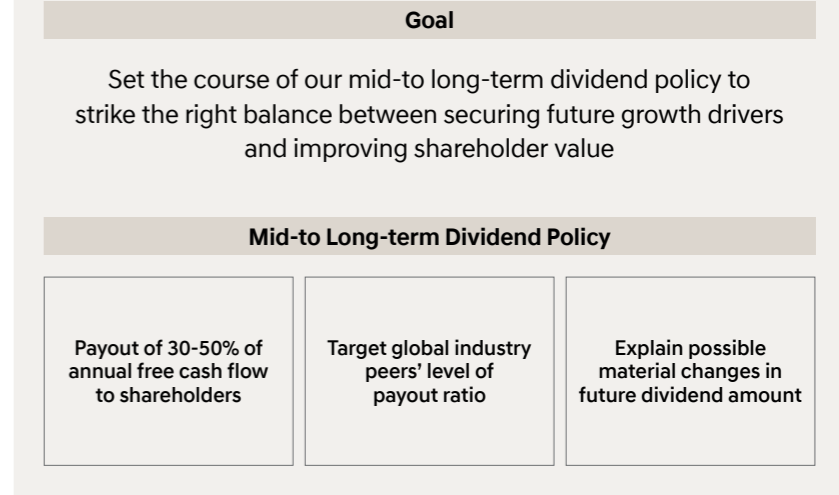 Goal
Set the course of our mid-to long-term dividend policy to
strike the right balance between securing future growth drivers
and improving shareholder value
Mid-to Long-term Dividend Policy
Payout of 30-50% of
annual free cash flow
to shareholders
Target global industry
peers’ level of
payout ratio
Explain possible
material changes in
future dividend amount